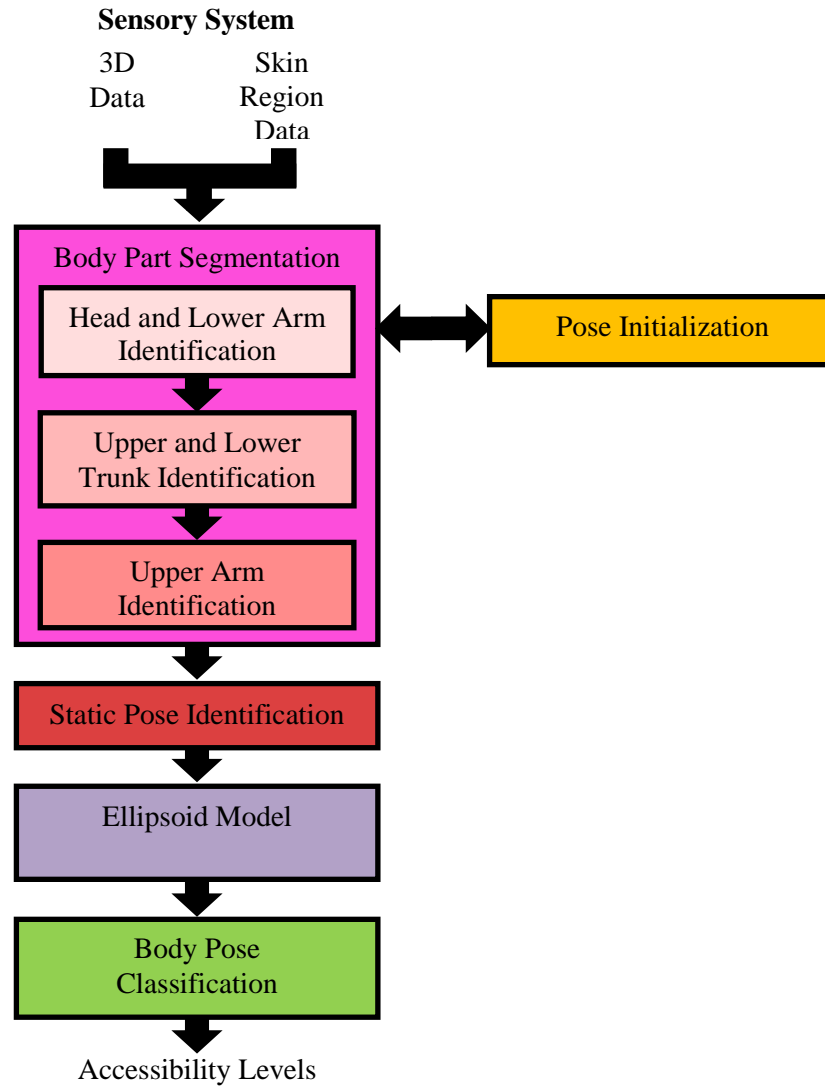 Sensory System
3D
Data
Skin
Region
Data
Body Part Segmentation
Head and Lower Arm
Identification
Pose Initialization
Upper and Lower
Trunk Identification
Upper Arm
Identification
Static Pose Identification
Ellipsoid Model
Body Pose
Classification
Accessibility Levels